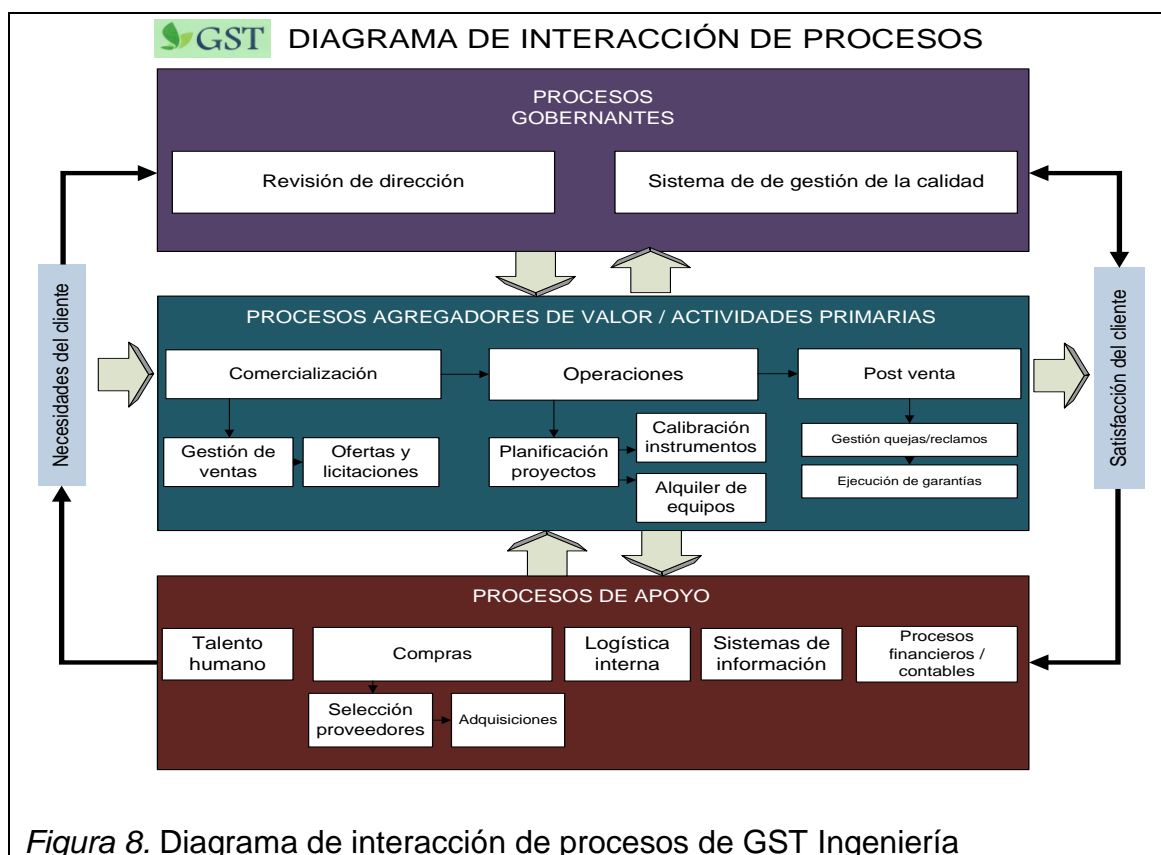 GST DIAGRAMA DE INTERACCIÓN DE PROCESOS
PROCESOS
GOBERNANTES
Revisión de dirección
Sistema de de gestión de la calidad
Necesidades del cliente
Satisfacción del cliente
PROCESOS AGREGADORES DE VALOR / ACTIVIDADES PRIMARIAS
Comercialización
Operaciones
Post venta
Gestión de
ventas
Ofertas y
licitaciones
Planificación
proyectos
Calibración
instrumentos
Alquiler de
equipos
Gestión quejas/reclamos
Ejecución de garantías
PROCESOS DE APOYO
Talento
humano
Compras
Logística
interna
Sistemas de
información
Procesos
financieros /
contables
Selección
proveedores
Adquisiciones
Figura 8. Diagrama de interacción de procesos de GST Ingeniería